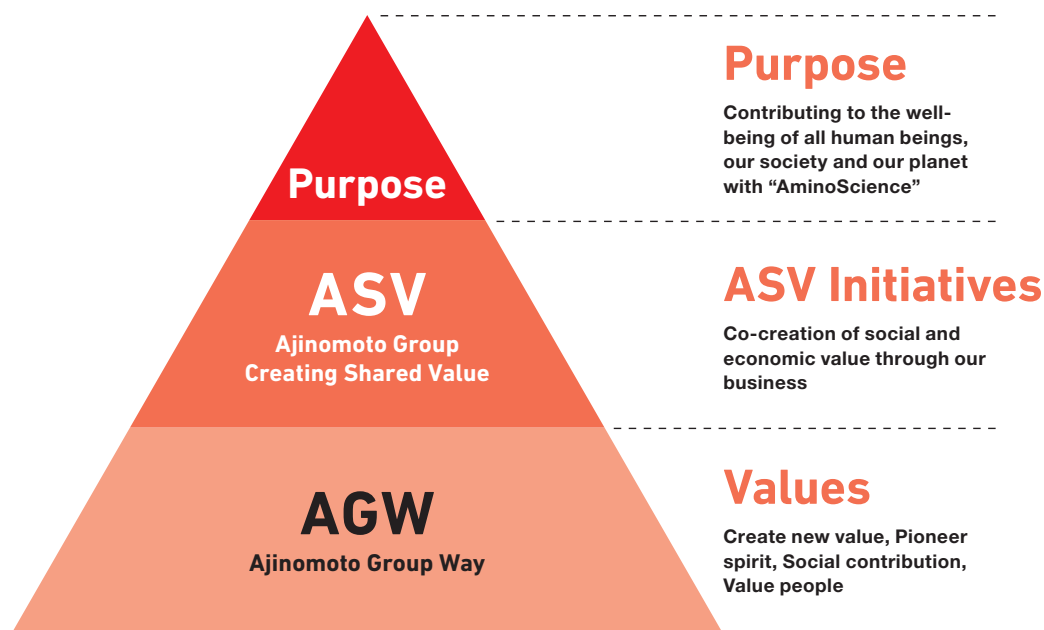 Purpose
ASV
Ajinomoto Group
Creating Shared Value
AGW
Ajinomoto Group Way
Purpose
Contributing to the well-
being of all human beings,
our society and our planet
with “AminoScience”
ASV Initiatives
Co-creation of social and
economic value through our
business
Values
Create new value, Pioneer
spirit, Social contribution,
Value people